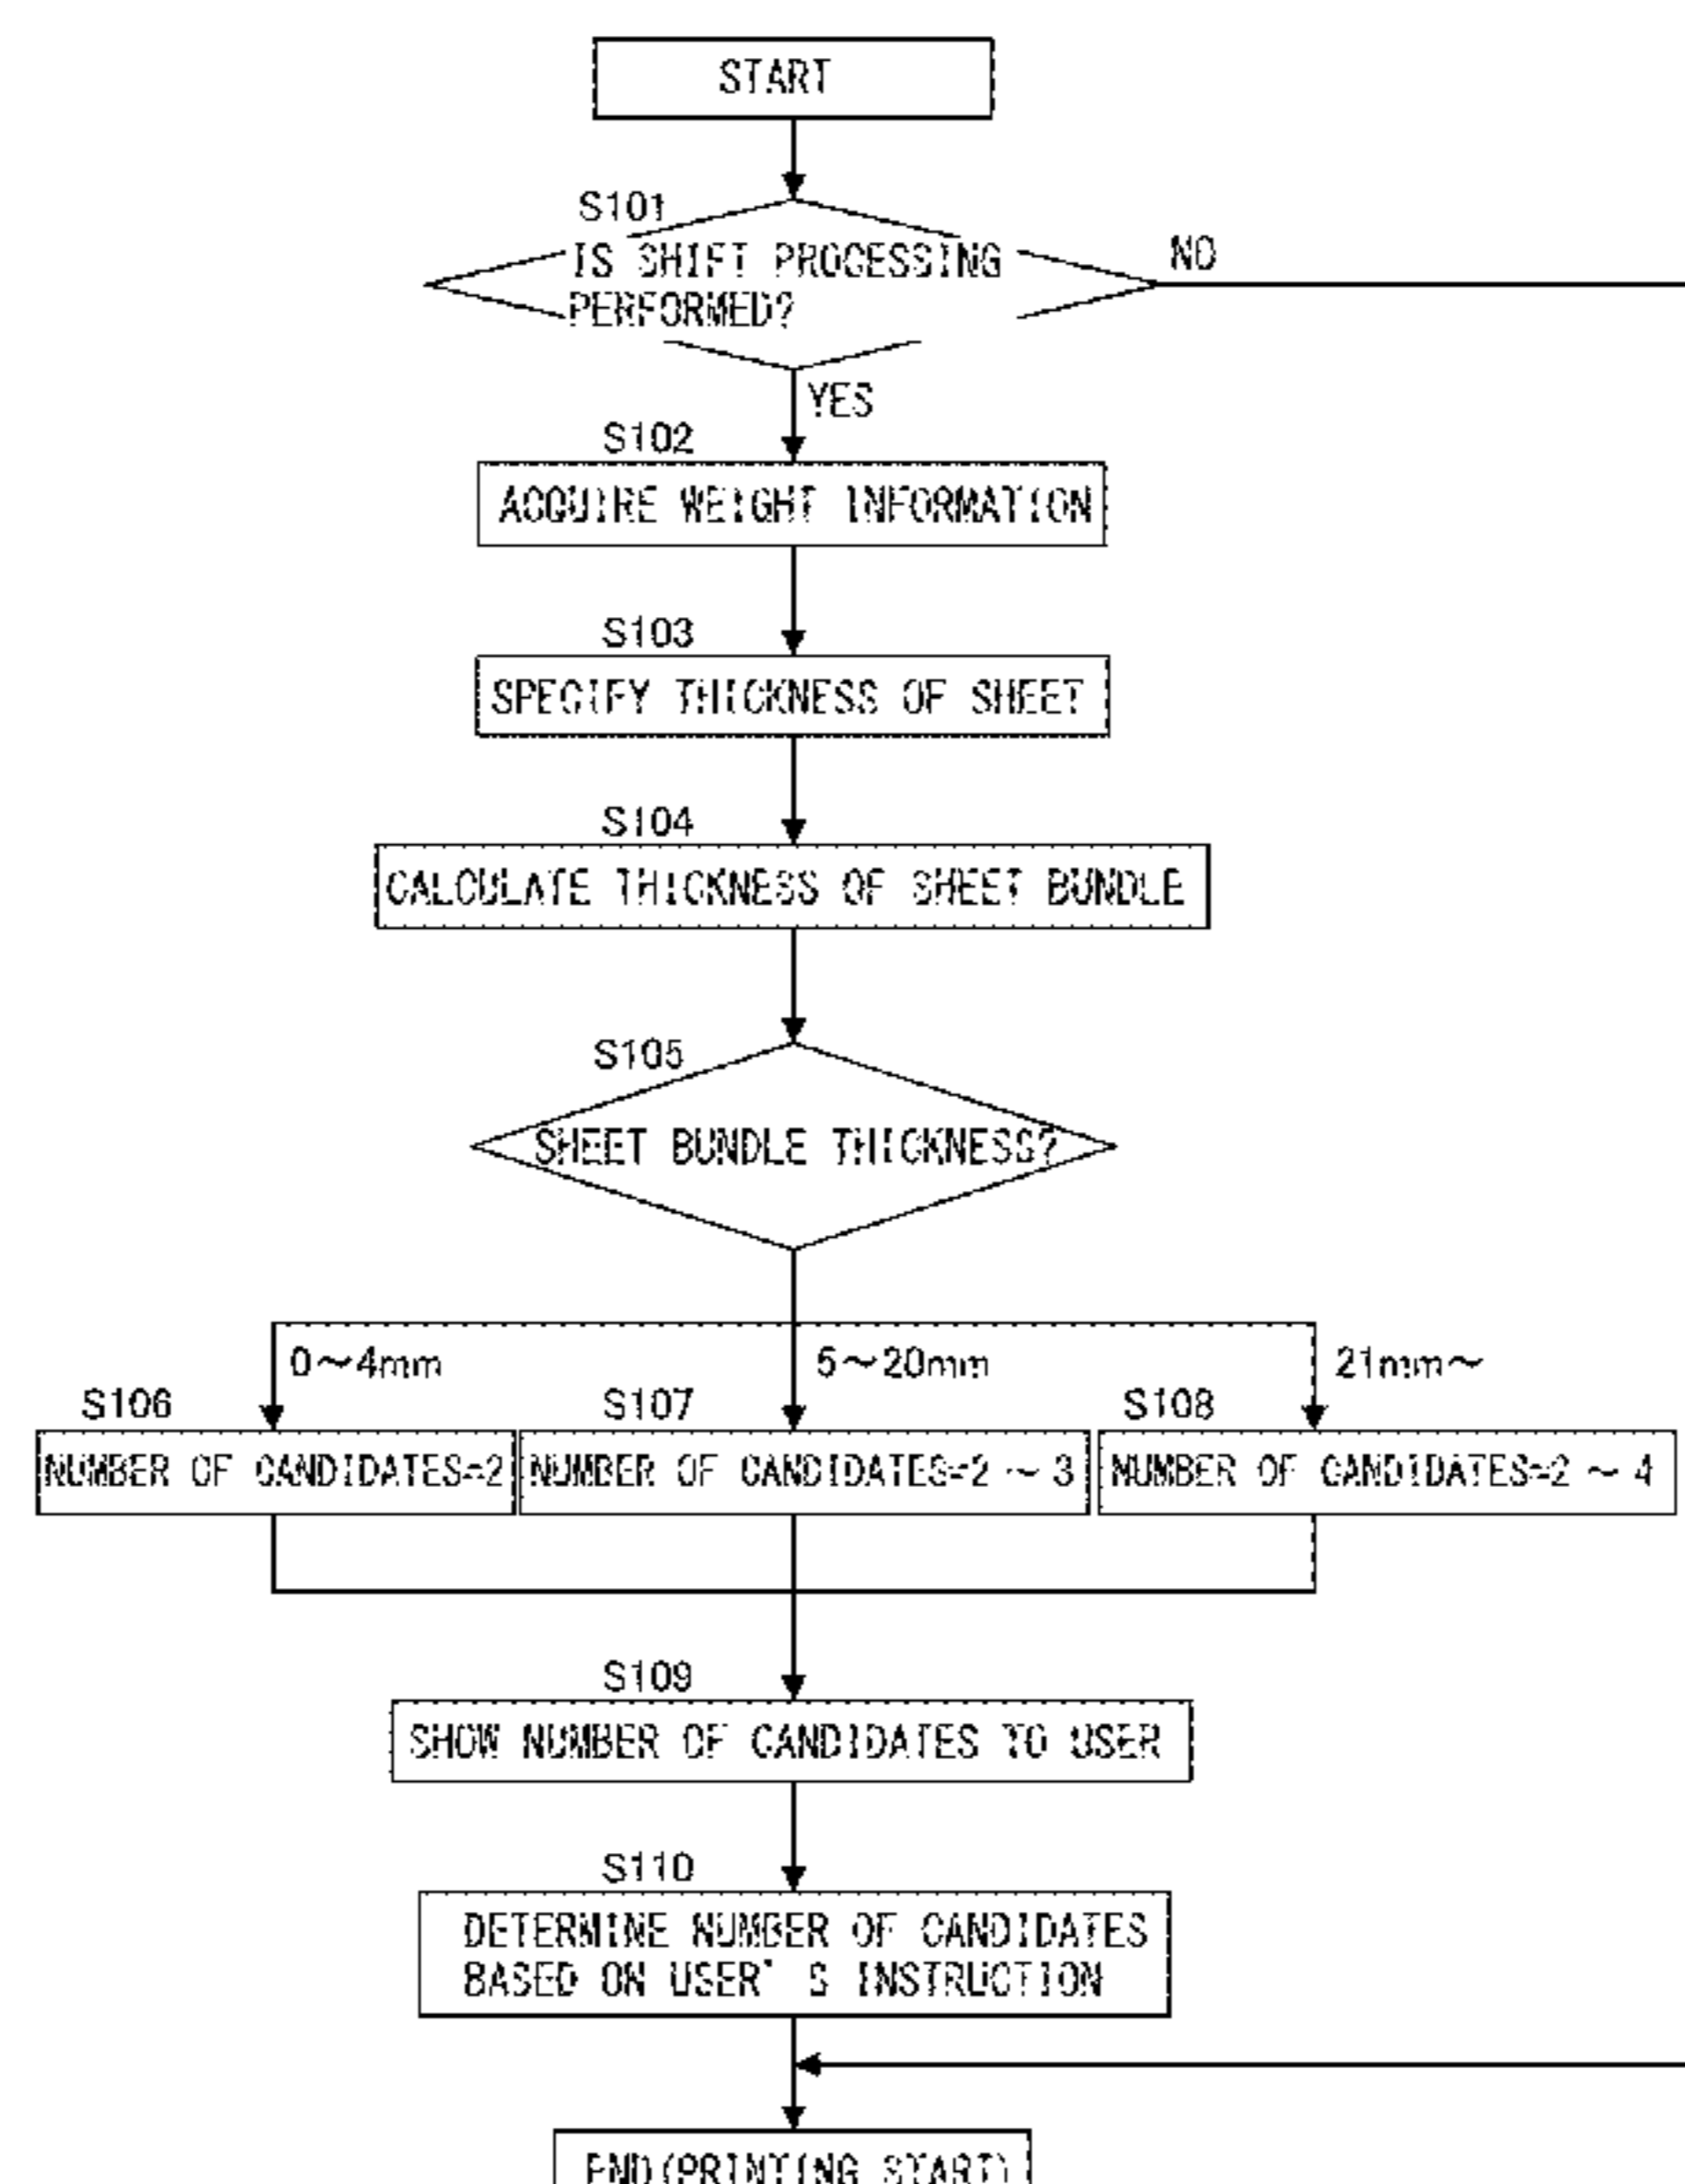 START
S101
IS SHIFT PROCESSING
PERFORMED?
NO
YES
S102
ACQUIRE WEIGHT INFORMATION
S103
SPECIFY THICKNESS OF SHEET
S104
CALCULATE THICKNESS OF SHEET BUNDLE
S105
SHEET BUNDLE THICKNESS?
0～4mm
5～20mm
21mm～
S106
S107
S108
NUMBER OF CANDIDATES=2
NUMBER OF CANDIDATES=2 ～ 3
NUMBER OF CANDIDATES=2 ～ 4
S109
SHOW NUMBER OF CANDIDATES TO USER
S110
DETERMINE NUMBER OF CANDIDATES
BASED ON USER' S INSTRUCTION
END(PRINTING START)